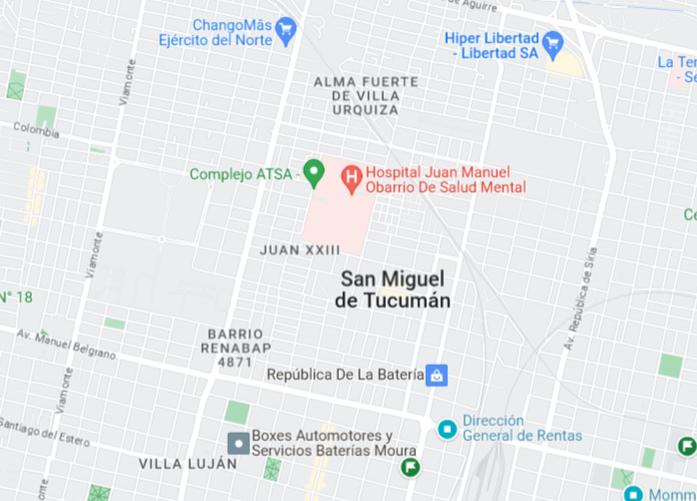 de Aguirre
ChangoMâs
Ejército del Norte
Hiper Libertad
- Libertad SA
La Ter
- Se
Viamonte
ALMA FUERTE
DE VILLA
URQUIZA
Colombia
Complejo ATSA -
Hospital Juan Manuel
Obarrio De Salud Mental
Ce
JUAN XXIII
Viamonte
San Miguel
de Tucumán
Av. República de Siria
N° 18
BARRIO
RENABAP
4871
Av. Manuel Belgrano
República De La Batería
Viamonte
Dirección
General de Rentas
Santiago del Estero
Boxes Automotores y
Servicios Baterías Moura
VILLA LUJÁN
Momm